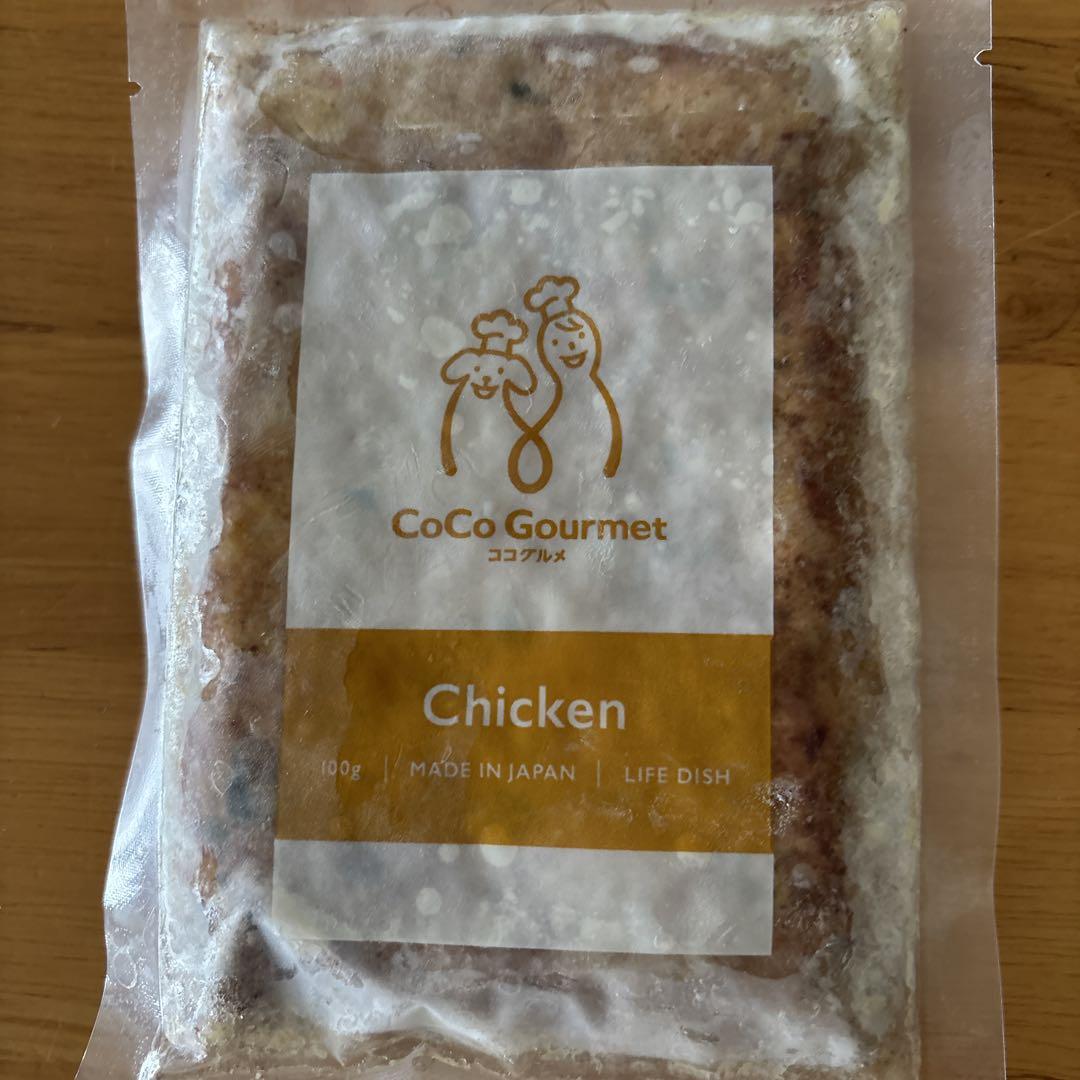 CoCo Gourmet
ココグルメ
Chicken
100g | MADE IN JAPAN | LIFE DISH